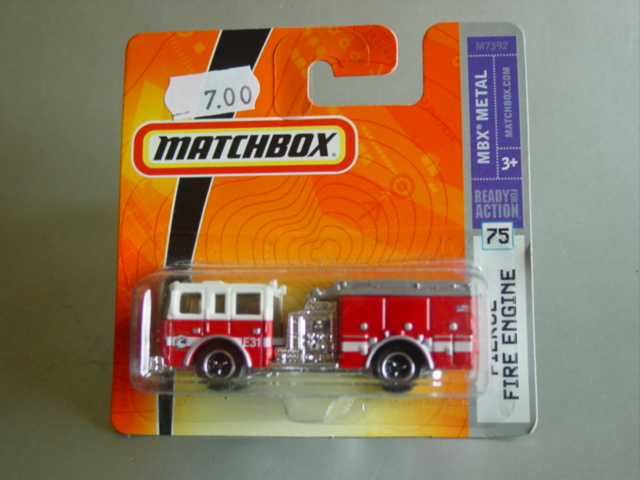 7.00
MATCHBOX
M7392
MBX® METAL
MATCHBOX.COM
3+
READY FOR ACTION
75
PIERCE
FIRE ENGINE
E31